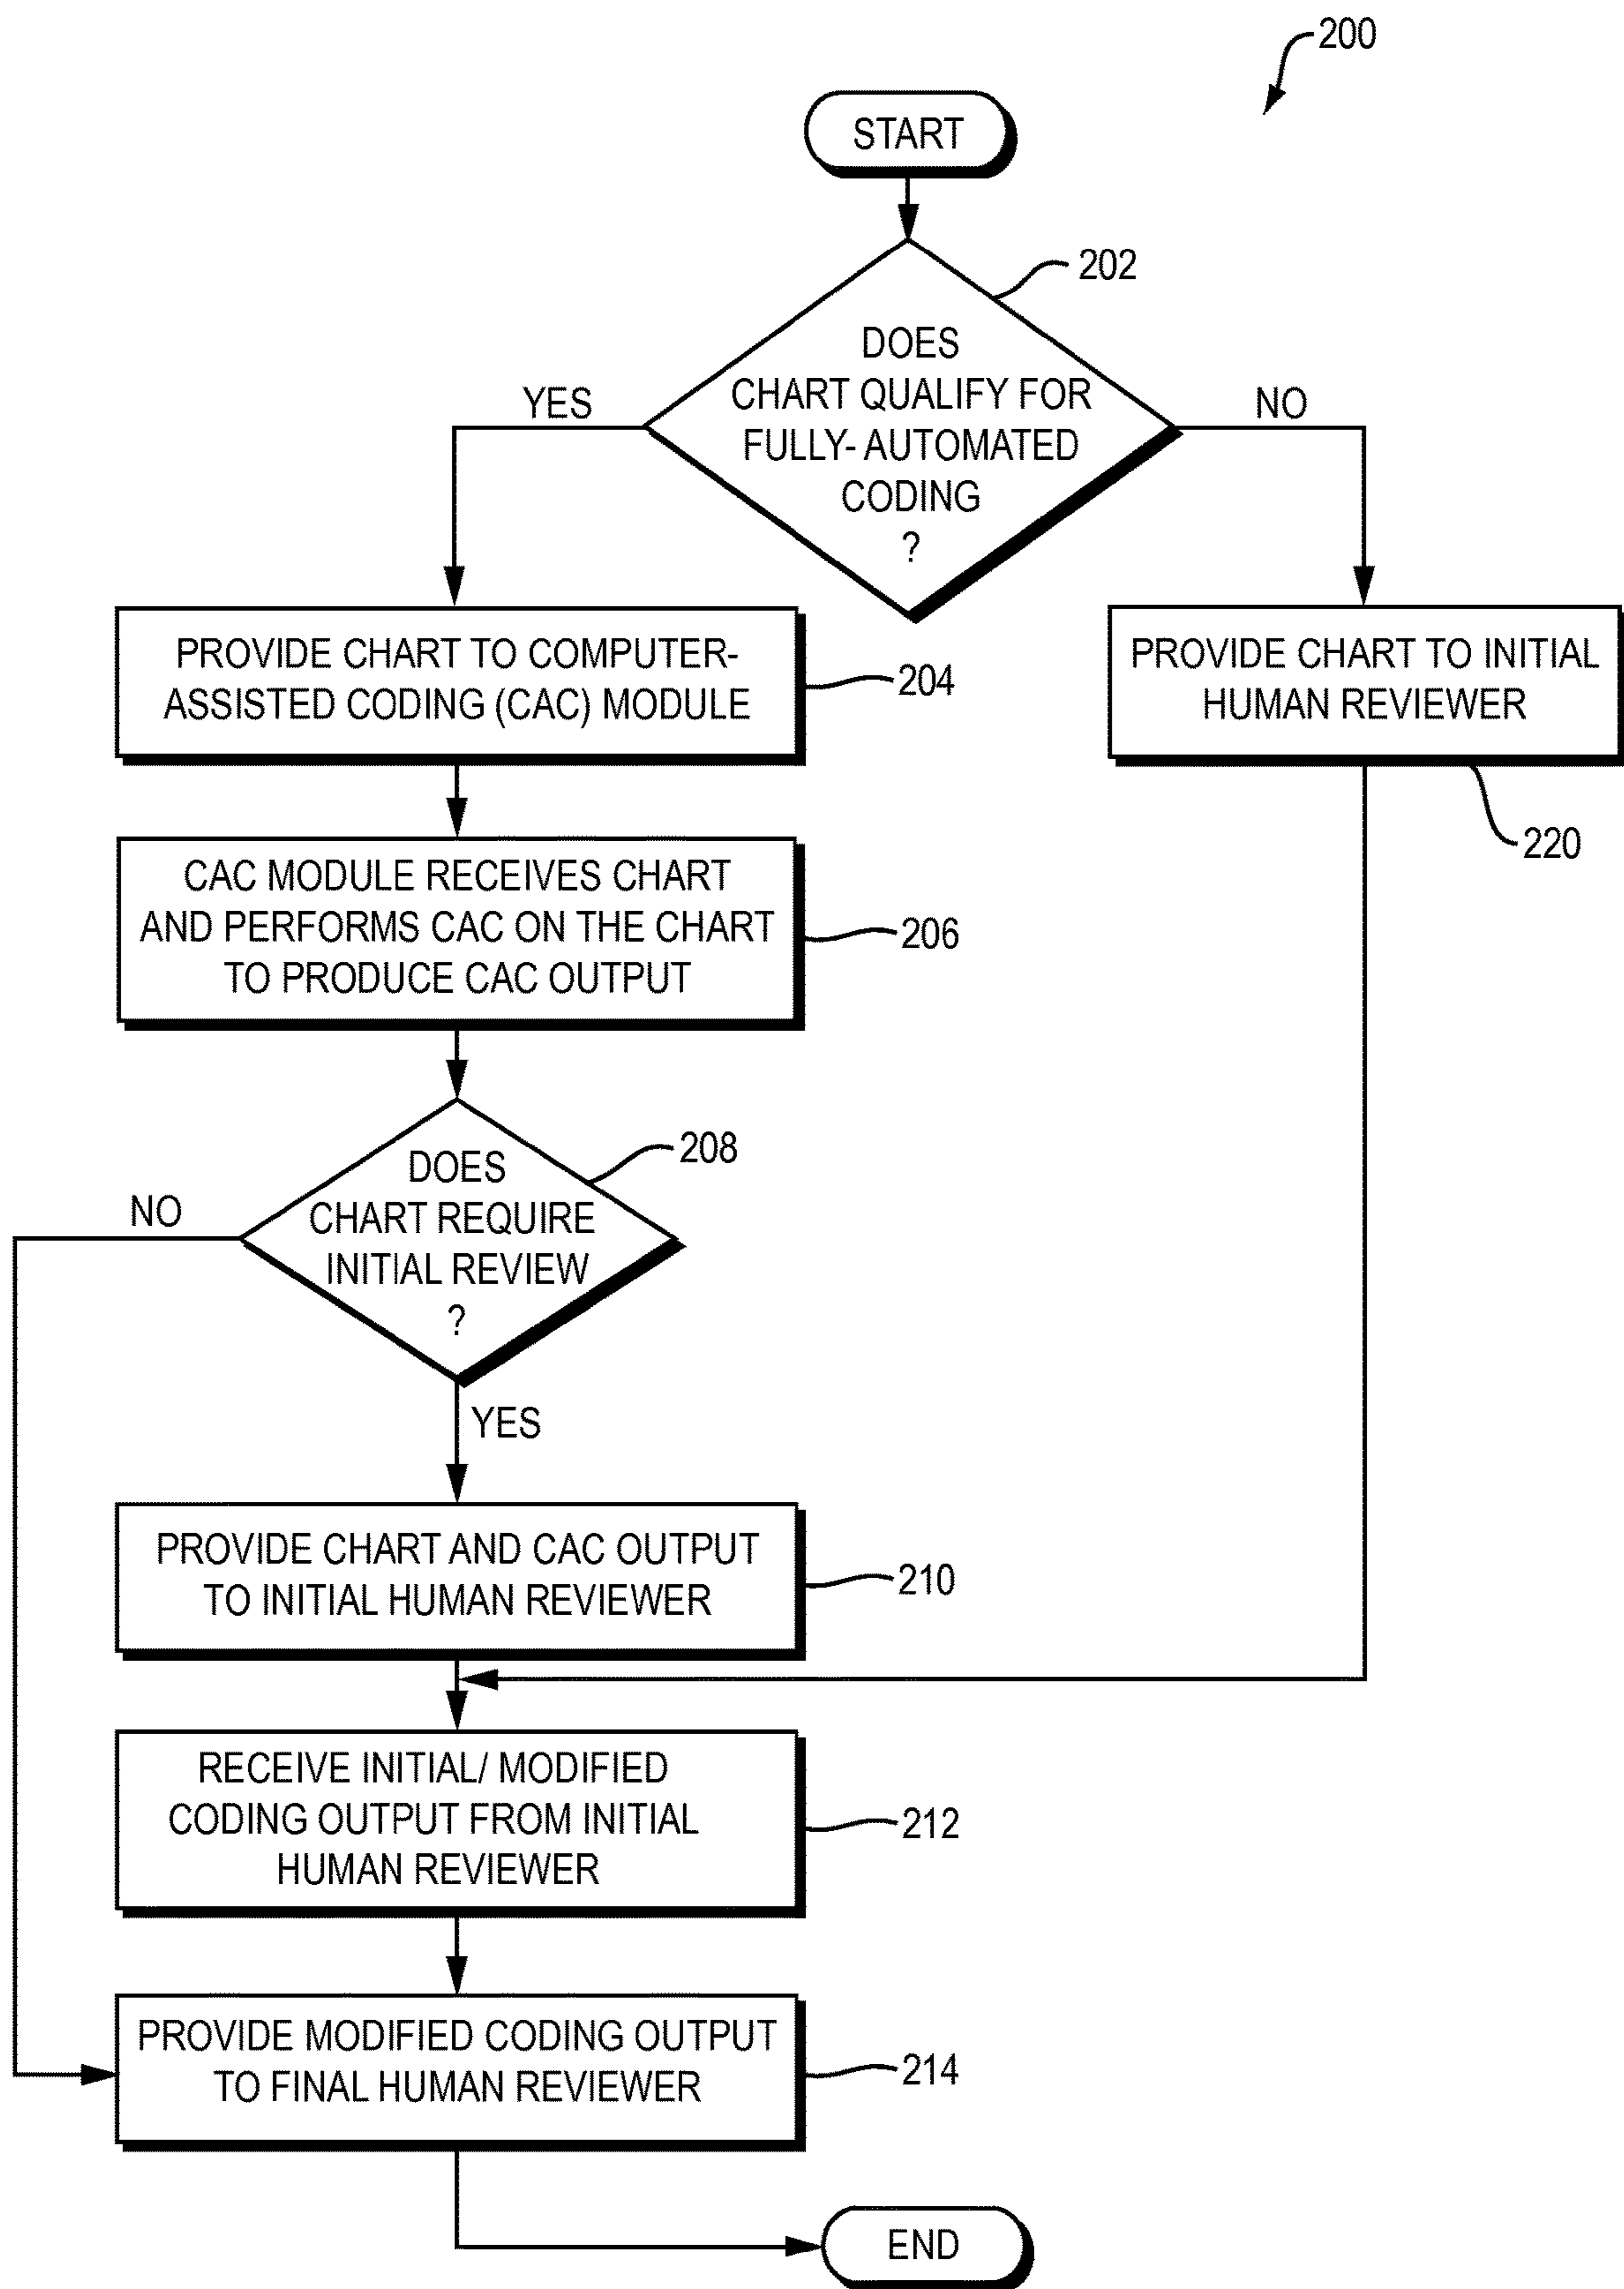 200
START
202
DOES
CHART QUALIFY FOR
FULLY- AUTOMATED
CODING
?
YES
NO
PROVIDE CHART TO COMPUTER-
ASSISTED CODING (CAC) MODULE
204
PROVIDE CHART TO INITIAL
HUMAN REVIEWER
220
CAC MODULE RECEIVES CHART
AND PERFORMS CAC ON THE CHART
TO PRODUCE CAC OUTPUT
206
208
DOES
CHART REQUIRE
INITIAL REVIEW
?
NO
YES
PROVIDE CHART AND CAC OUTPUT
TO INITIAL HUMAN REVIEWER
210
RECEIVE INITIAL/ MODIFIED
CODING OUTPUT FROM INITIAL
HUMAN REVIEWER
212
PROVIDE MODIFIED CODING OUTPUT
TO FINAL HUMAN REVIEWER
214
END